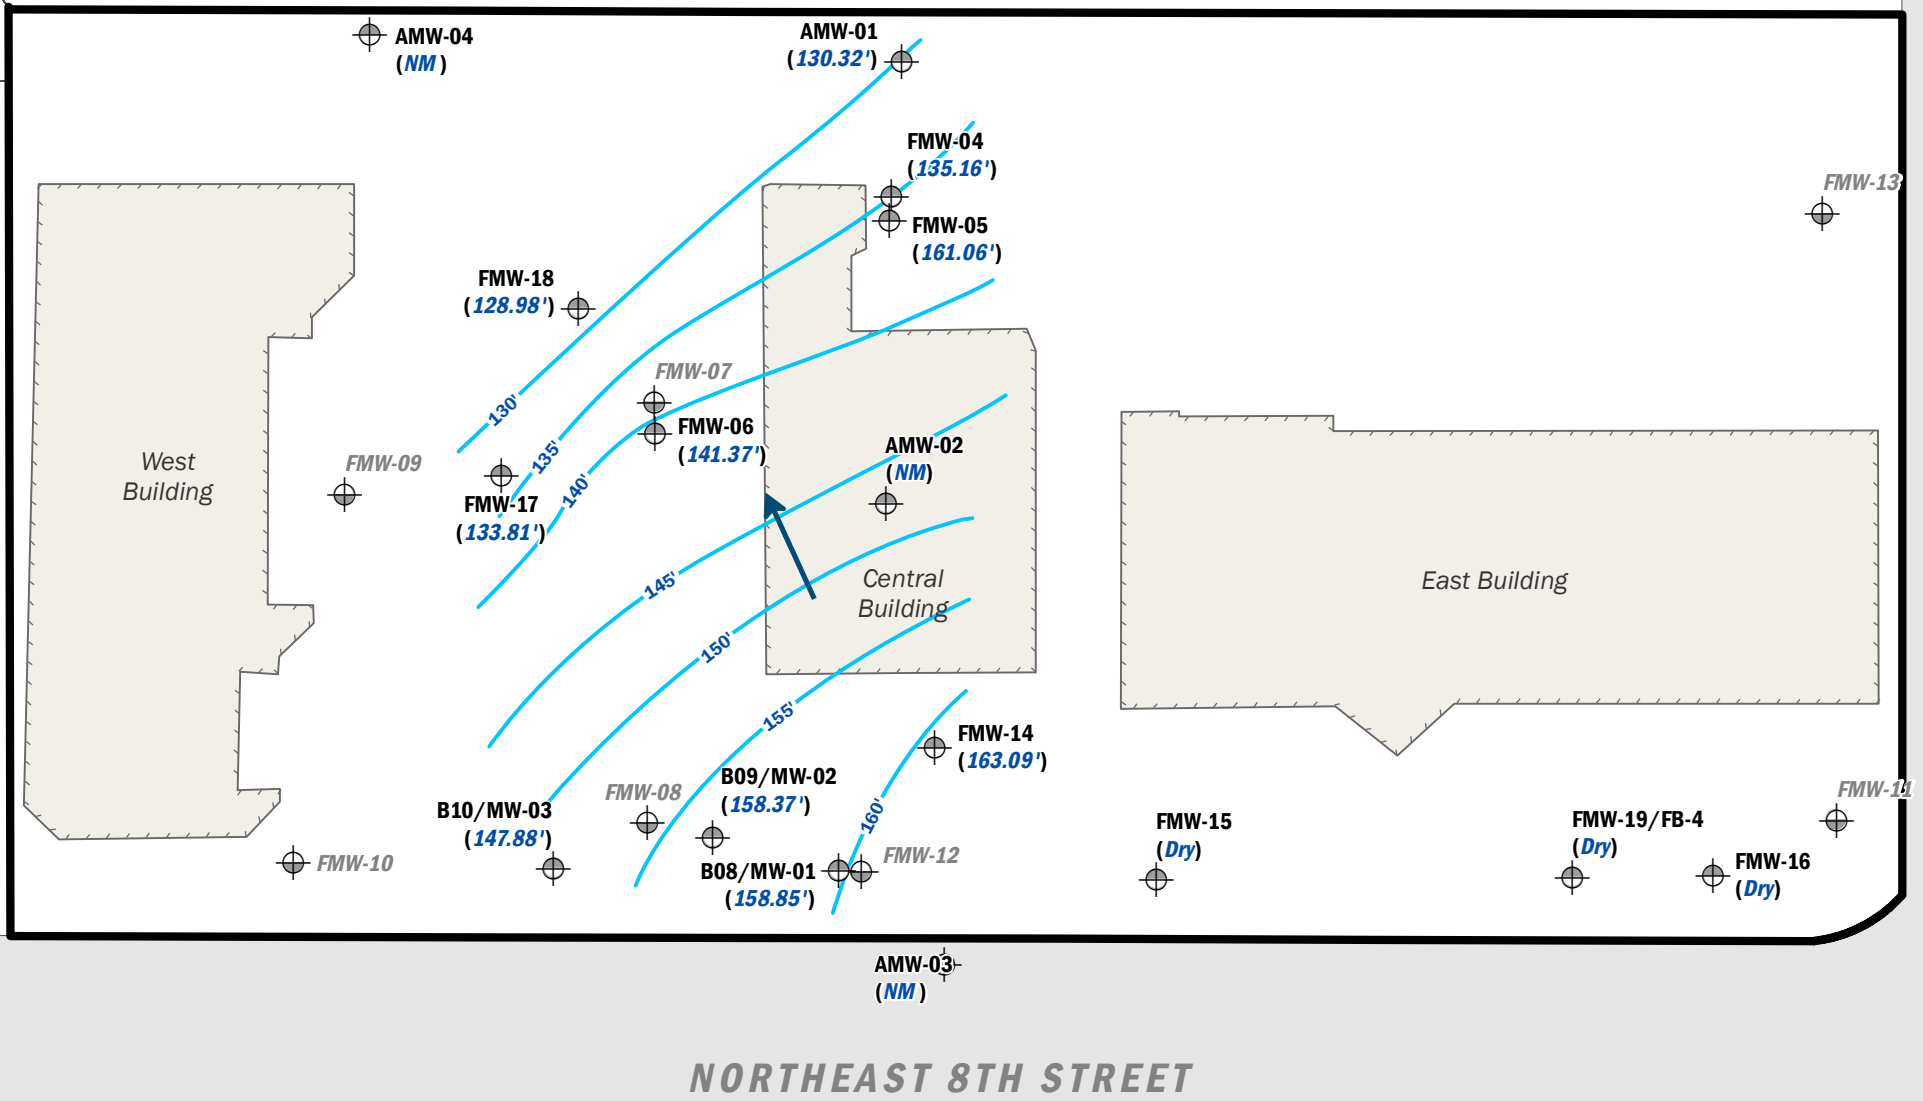 AMW-04
(NM)
AMW-01
(130.32')
FMW-04
(135.16')
FMW-05
(161.06')
FMW-13
FMW-18
(128.98')
FMW-07
130'
FMW-06
(141.37')
135'
140'
AMW-02
(NM)
West
Building
FMW-09
FMW-17
(133.81')
145'
Central
Building
East Building
150'
155'
FMW-14
(163.09')
B09/MW-02
(158.37')
FMW-08
B10/MW-03
(147.88')
160'
FMW-11
FMW-15
(Dry)
FMW-19/FB-4
(Dry)
FMW-16
(Dry)
FMW-10
FMW-12
B08/MW-01
(158.85')
AMW-03
(NM)
NORTHEAST 8TH STREET